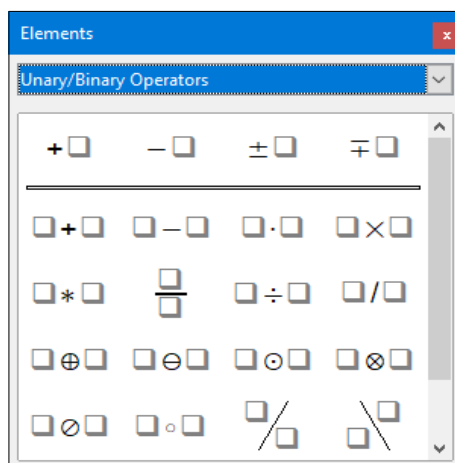 Elements
Unary/Binary Operators
+❑ −❑ ±❑ ∓❑
❑+❑ ❑−❑ ❑·❑ ❑×❑
❑∗❑ ❑/❑ ❑÷❑ ❑/❑
❑⊕❑ ❑⊖❑ ❑⊙❑ ❑⊗❑
❑⊘❑ ❑∘❑ ❑/❑ ❑\❑